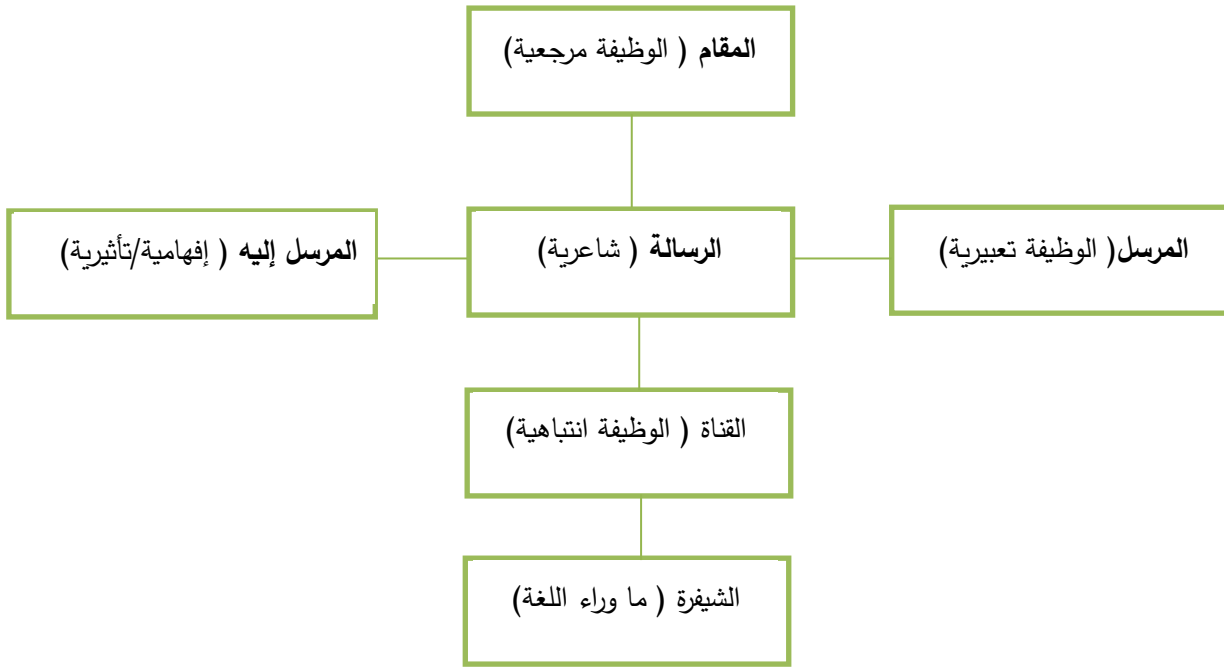 المقام ( الوظيفة مرجعية)
المرسل( الوظيفة تعبيرية)
الرسالة ( شاعرية)
المرسل إليه ( إفهامية/تأثيرية)
القناة ( الوظيفة انتباهية)
الشيفرة ( ما وراء اللغة)